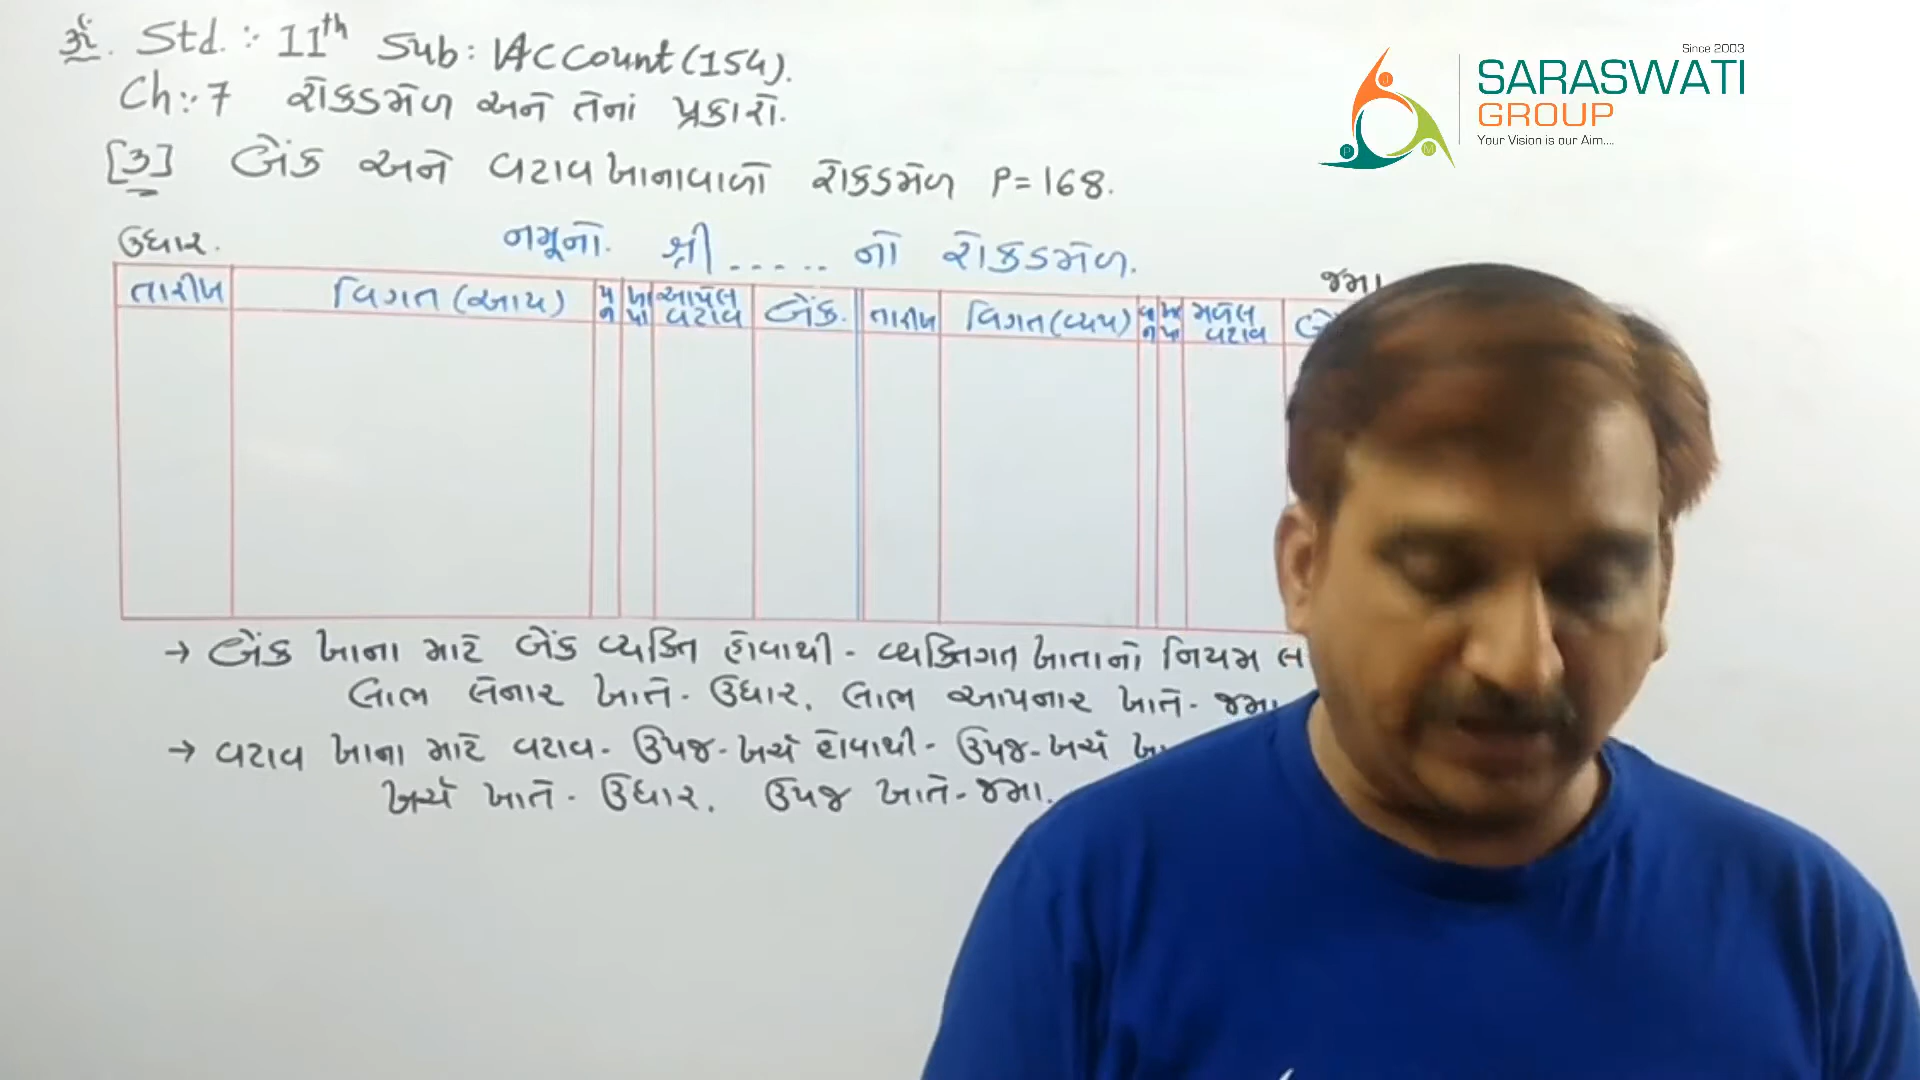 ૐ. Std. :- 11th Sub: Account(154).
Ch:-7 રોકડમેળ અને તેનાં પ્રકારો.
[3] બેંક અને વટાવ ખાનાવાળો રોકડમેળ P=168.
ઉધાર. નમૂનો. શ્રી...... નો રોકડમેળ. જમા
તારીખ વિગત (આવક) વા ન ખા પા આપેલ વટાવ બેંક. તારીખ વિગત(વ્યય) વા ન ખા પા મળેલ વટાવ
→ બેંક ખાના માટે બેંક વ્યક્તિ હોવાથી - વ્યક્તિગત ખાતાનો નિયમ
લાભ લેનાર ખાતે - ઉધાર, લાભ આપનાર ખાતે - જમા
→ વટાવ ખાના માટે વટાવ - ઉપજ-ખર્ચ હોવાથી - ઉપજ-ખર્ચ
ખર્ચ ખાતે - ઉધાર. ઉપજ ખાતે - જમા.
Since 2003
SARASWATI
GROUP
Your Vision is our Aim....
P M